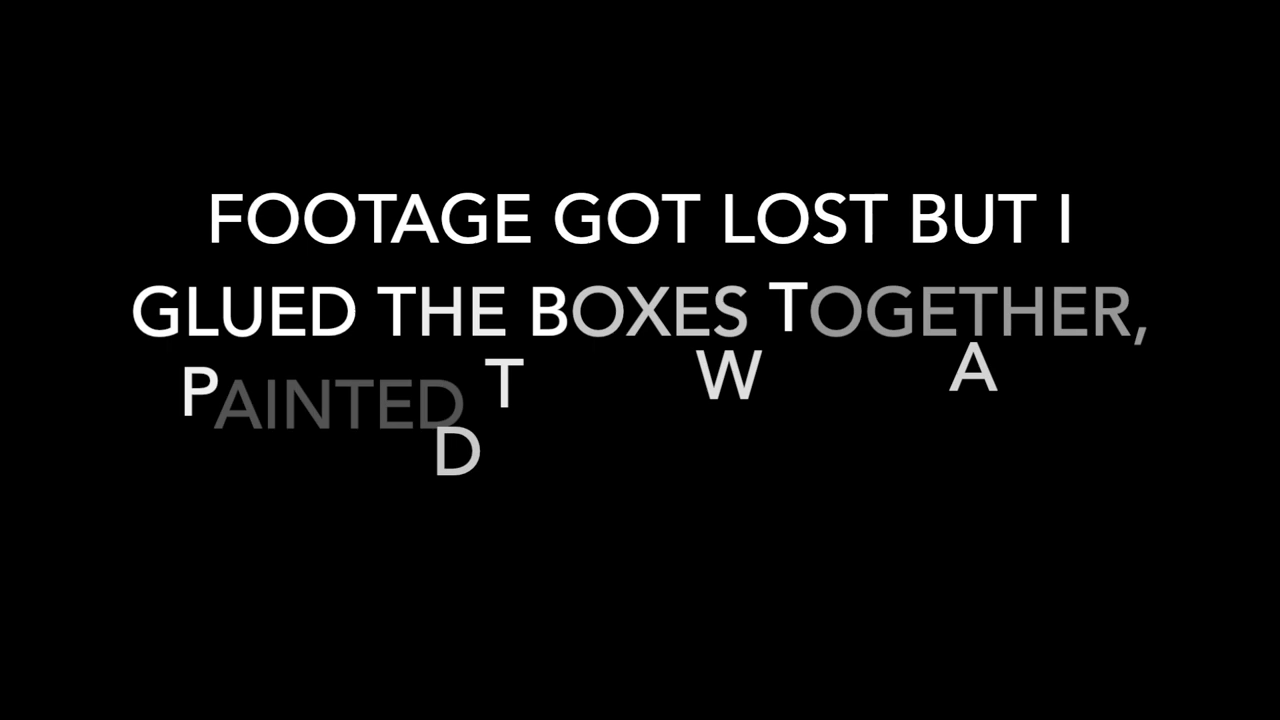 FOOTAGE GOT LOST BUT I
GLUED THE BOXES TOGETHER,
PAINTED T W A
D